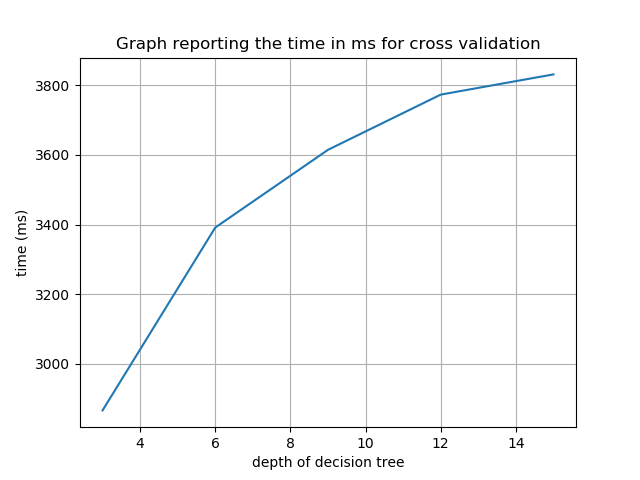 Graph reporting the time in ms for cross validation
3800
3600
3400
3200
3000
time (ms)
4 6 8 10 12 14
depth of decision tree